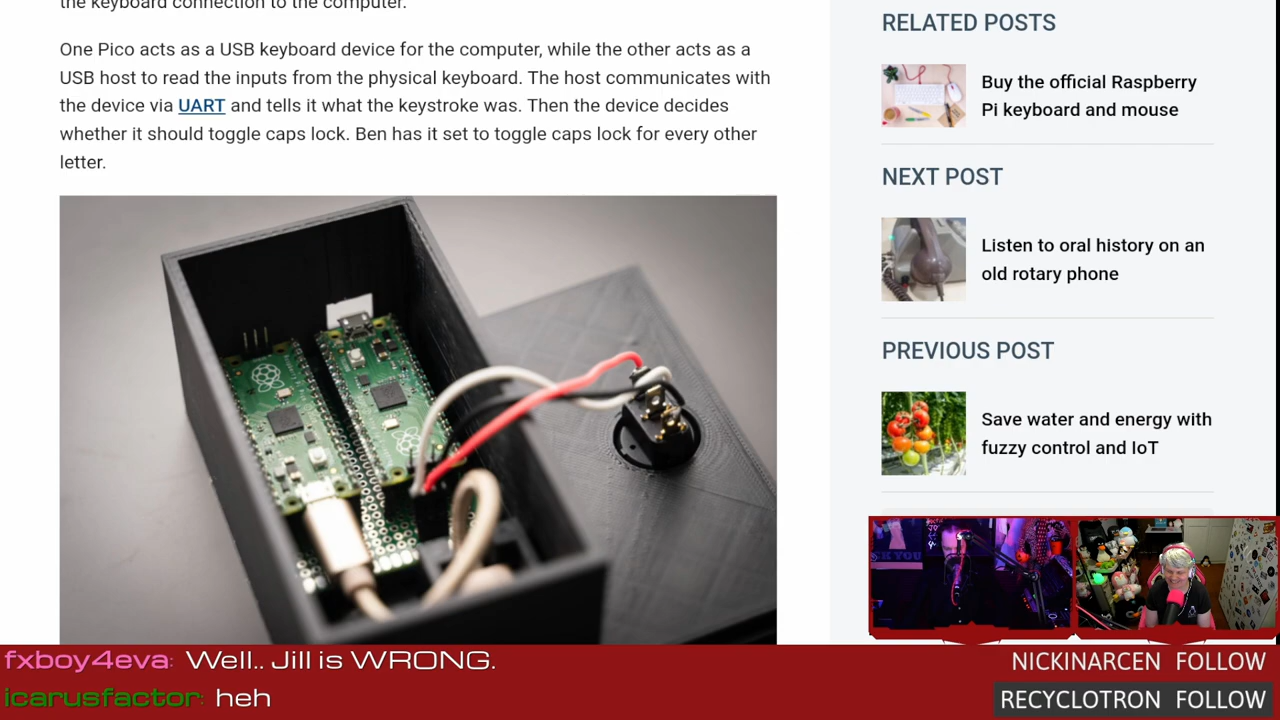 the keyboard connection to the computer.
One Pico acts as a USB keyboard device for the computer, while the other acts as a
USB host to read the inputs from the physical keyboard. The host communicates with
the device via UART and tells it what the keystroke was. Then the device decides
whether it should toggle caps lock. Ben has it set to toggle caps lock for every other
letter.
RELATED POSTS
Buy the official Raspberry
Pi keyboard and mouse
NEXT POST
Listen to oral history on an
old rotary phone
PREVIOUS POST
Save water and energy with
fuzzy control and IoT
fxboy4eva: Well.. Jill is WRONG.
icarusfactor: heh
NICKINARCEN FOLLOW
RECYCLOTRON FOLLOW